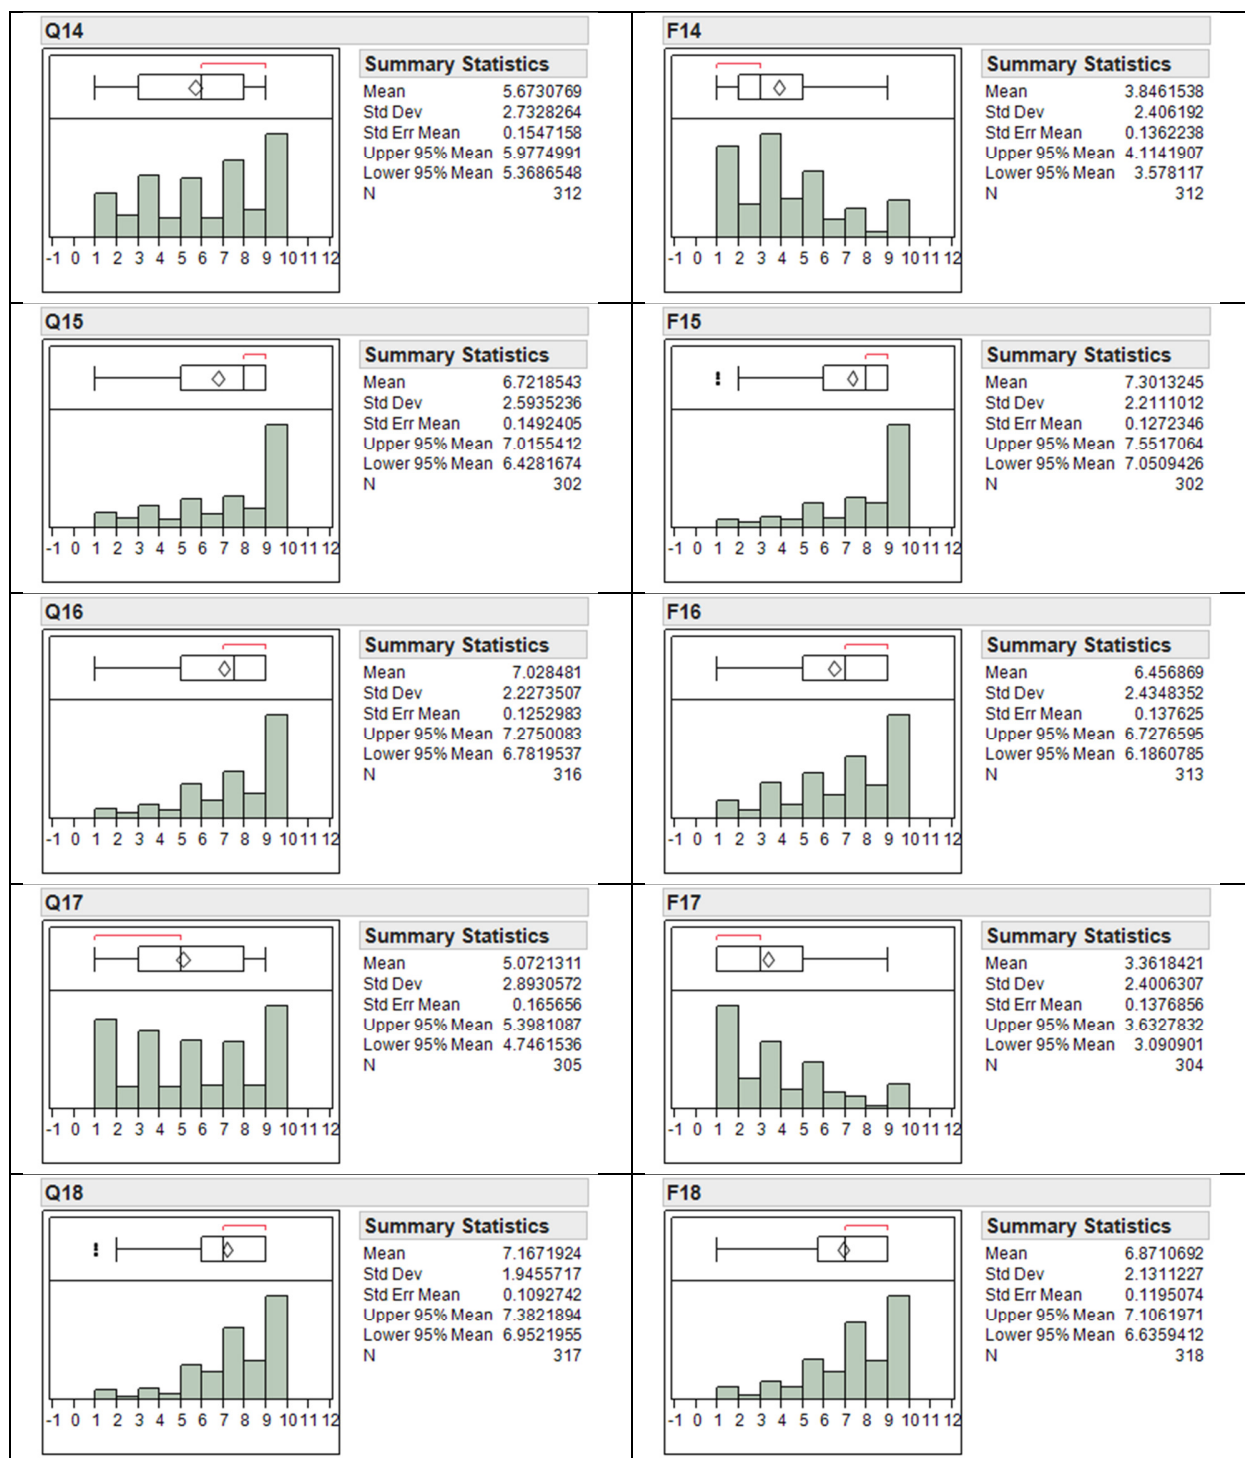 Q14
Summary Statistics
Mean 5.6730769
Std Dev 2.7328264
Std Err Mean 0.1547158
Upper 95% Mean 5.9774991
Lower 95% Mean 5.3686548
N 312
-1 0 1 2 3 4 5 6 7 8 9 10 11 12
F14
Summary Statistics
Mean 3.8461538
Std Dev 2.406192
Std Err Mean 0.1362238
Upper 95% Mean 4.1141907
Lower 95% Mean 3.578117
N 312
-1 0 1 2 3 4 5 6 7 8 9 10 11 12
Q15
Summary Statistics
Mean 6.7218543
Std Dev 2.5935236
Std Err Mean 0.1492405
Upper 95% Mean 7.0155412
Lower 95% Mean 6.4281674
N 302
-1 0 1 2 3 4 5 6 7 8 9 10 11 12
F15
Summary Statistics
Mean 7.3013245
Std Dev 2.2111012
Std Err Mean 0.1272346
Upper 95% Mean 7.5517064
Lower 95% Mean 7.0509426
N 302
-1 0 1 2 3 4 5 6 7 8 9 10 11 12
Q16
Summary Statistics
Mean 7.028481
Std Dev 2.2273507
Std Err Mean 0.1252983
Upper 95% Mean 7.2750083
Lower 95% Mean 6.7819537
N 316
-1 0 1 2 3 4 5 6 7 8 9 10 11 12
F16
Summary Statistics
Mean 6.456869
Std Dev 2.4348352
Std Err Mean 0.137625
Upper 95% Mean 6.7276595
Lower 95% Mean 6.1860785
N 313
-1 0 1 2 3 4 5 6 7 8 9 10 11 12
Q17
Summary Statistics
Mean 5.0721311
Std Dev 2.8930572
Std Err Mean 0.165656
Upper 95% Mean 5.3981087
Lower 95% Mean 4.7461536
N 305
-1 0 1 2 3 4 5 6 7 8 9 10 11 12
F17
Summary Statistics
Mean 3.3618421
Std Dev 2.4006307
Std Err Mean 0.1376856
Upper 95% Mean 3.6327832
Lower 95% Mean 3.090901
N 304
-1 0 1 2 3 4 5 6 7 8 9 10 11 12
Q18
Summary Statistics
Mean 7.1671924
Std Dev 1.9455717
Std Err Mean 0.1092742
Upper 95% Mean 7.3821894
Lower 95% Mean 6.9521955
N 317
-1 0 1 2 3 4 5 6 7 8 9 10 11 12
F18
Summary Statistics
Mean 6.8710692
Std Dev 2.1311227
Std Err Mean 0.1195074
Upper 95% Mean 7.1061971
Lower 95% Mean 6.6359412
N 318
-1 0 1 2 3 4 5 6 7 8 9 10 11 12